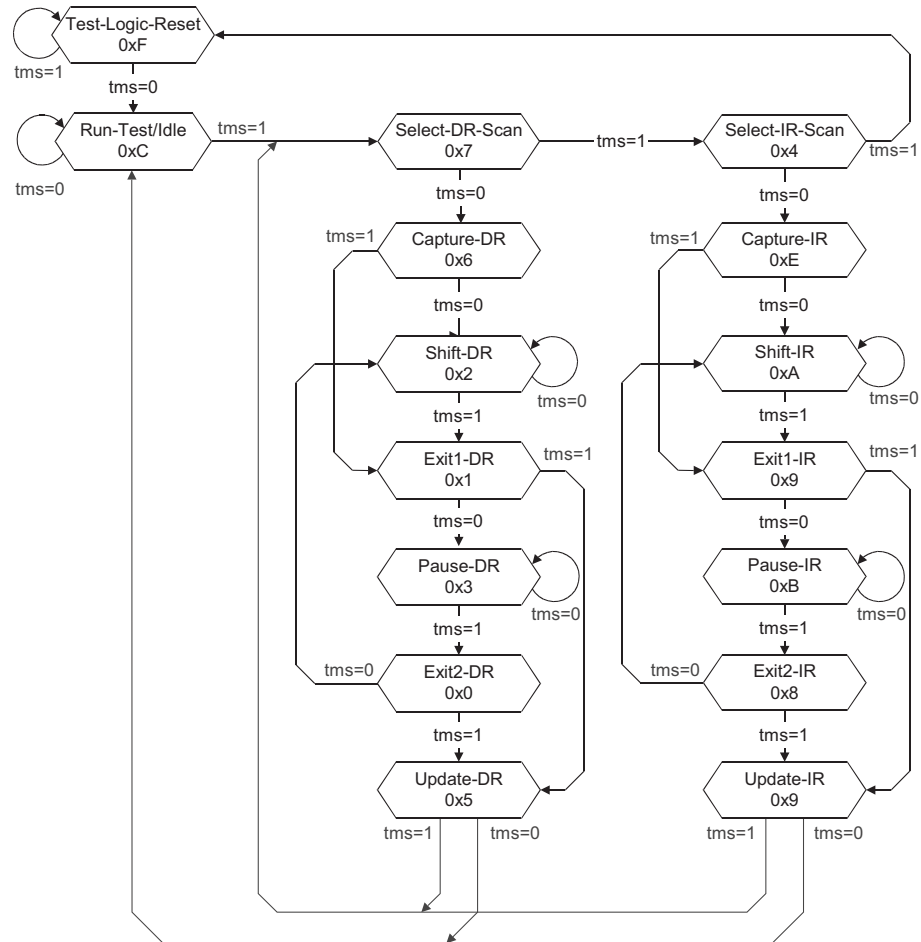 Test-Logic-Reset
0xF
tms=1
tms=0
Run-Test/Idle
0xC
tms=1
tms=0
Select-DR-Scan
0x7
tms=1
Select-IR-Scan
0x4
tms=1
tms=0
tms=0
tms=1
Capture-DR
0x6
tms=1
Capture-IR
0xE
tms=0
tms=0
Shift-DR
0x2
tms=0
Shift-IR
0xA
tms=0
tms=1
tms=1
Exit1-DR
0x1
tms=1
Exit1-IR
0x9
tms=1
tms=0
tms=0
Pause-DR
0x3
tms=0
Pause-IR
0xB
tms=0
tms=1
tms=1
tms=0
Exit2-DR
0x0
tms=0
Exit2-IR
0x8
tms=1
tms=1
Update-DR
0x5
Update-IR
0x9
tms=1
tms=0
tms=1
tms=0